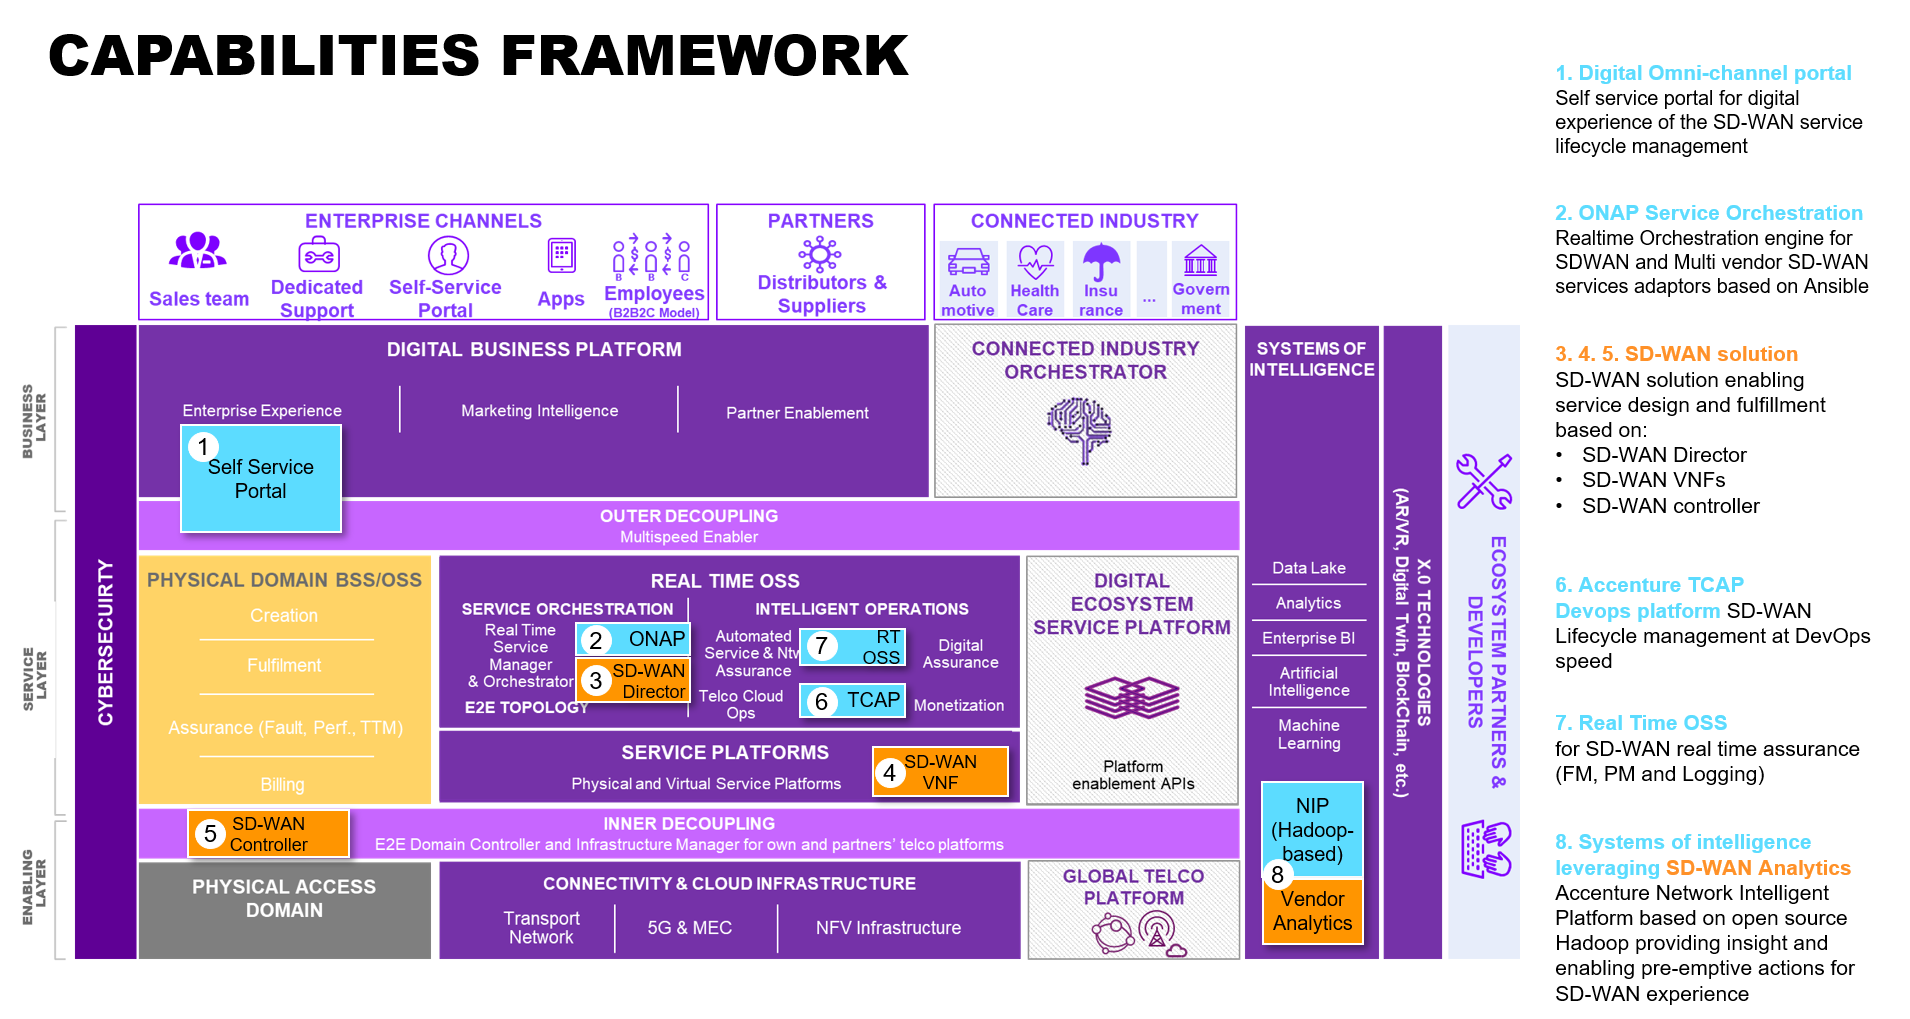 CAPABILITIES FRAMEWORK
ENTERPRISE CHANNELS
Sales team
Dedicated
Support
Self-Service
Portal
Apps
B B C
Employees
(B2B2C Model)
PARTNERS
Distributors &
Suppliers
CONNECTED INDUSTRY
Auto
motive
Health
Care
Insu
rance
...
Govern
ment
BUSINESS
LAYER
SERVICE
LAYER
ENABLING
LAYER
CYBERSECUIRTY
DIGITAL BUSINESS PLATFORM
Enterprise Experience
Marketing Intelligence
Partner Enablement
1
Self Service
Portal
CONNECTED INDUSTRY
ORCHESTRATOR
OUTER DECOUPLING
Multispeed Enabler
PHYSICAL DOMAIN BSS/OSS
Creation
Fulfilment
Assurance (Fault, Perf., TTM)
Billing
REAL TIME OSS
SERVICE ORCHESTRATION
Real Time
Service
Manager
& Orchestrator
E2E TOPOLOGY
2 ONAP
3 SD-WAN
Director
INTELLIGENT OPERATIONS
Automated
Service & Ntw
Assurance
7 RT
OSS
Digital
Assurance
Telco Cloud
Ops
6 TCAP
Monetization
SERVICE PLATFORMS
Physical and Virtual Service Platforms
4 SD-WAN
VNF
DIGITAL
ECOSYSTEM
SERVICE PLATFORM
Platform
enablement APIs
INNER DECOUPLING
E2E Domain Controller and Infrastructure Manager for own and partners' telco platforms
5 SD-WAN
Controller
PHYSICAL ACCESS
DOMAIN
CONNECTIVITY & CLOUD INFRASTRUCTURE
Transport
Network
5G & MEC
NFV Infrastructure
GLOBAL TELCO
PLATFORM
SYSTEMS OF
INTELLIGENCE
Data Lake
Analytics
Enterprise BI
Artificial
Intelligence
Machine
Learning
NIP
(Hadoop-
based)
8
Vendor
Analytics
X.0 TECHNOLOGIES
(AR/VR, Digital Twin, BlockChain, etc.)
ECOSYSTEM PARTNERS &
DEVELOPERS
1. Digital Omni-channel portal
Self service portal for digital
experience of the SD-WAN service
lifecycle management
2. ONAP Service Orchestration
Realtime Orchestration engine for
SDWAN and Multi vendor SD-WAN
services adaptors based on Ansible
3. 4. 5. SD-WAN solution
SD-WAN solution enabling
service design and fulfillment
based on:
• SD-WAN Director
• SD-WAN VNFs
• SD-WAN controller
6. Accenture TCAP
Devops platform SD-WAN
Lifecycle management at DevOps
speed
7. Real Time OSS
for SD-WAN real time assurance
(FM, PM and Logging)
8. Systems of intelligence
leveraging SD-WAN Analytics
Accenture Network Intelligent
Platform based on open source
Hadoop providing insight and
enabling pre-emptive actions for
SD-WAN experience